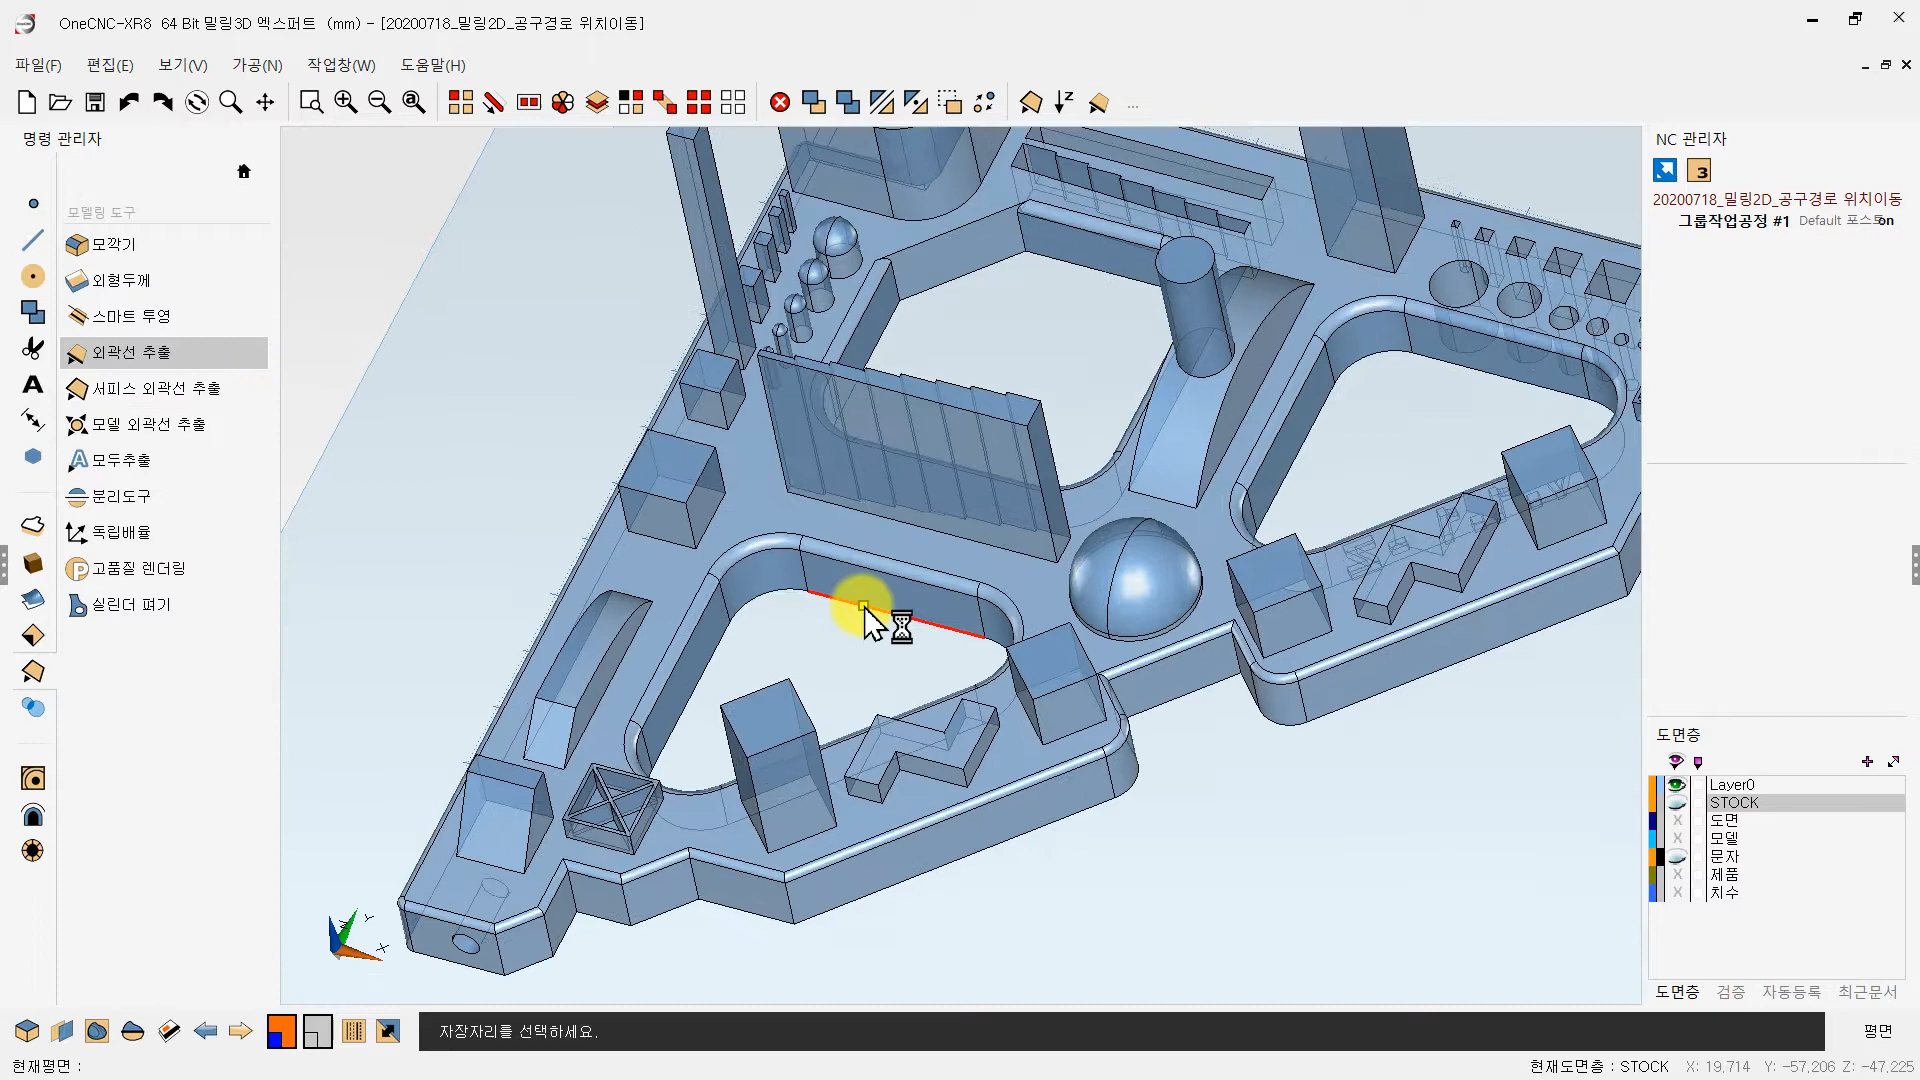 OneCNC-XR8 64 Bit 밀링3D 엑스퍼트 (mm) - [20200718_밀링2D_공구경로 위치이동]
파일(F) 편집(E) 보기(V) 가공(N) 작업창(W) 도움말(H)
명령 관리자
모델링 도구
모깍기
외형두께
스마트 투영
외곽선 추출
서피스 외곽선 추출
모델 외곽선 추출
모두추출
분리도구
독립배율
고품질 렌더링
실린더 펴기
NC 관리자
3
20200718_밀링2D_공구경로 위치이동
그룹작업공정 #1 Default 포스트 on
도면층
Layer0
STOCK
도면
모델
문자
제품
치수
도면층 검증 자동등록 최근문서
자장자리를 선택하세요.
평면
현재평면 :
현재도면층 : STOCK X: 19,714 Y: -57,206 Z: -47,225